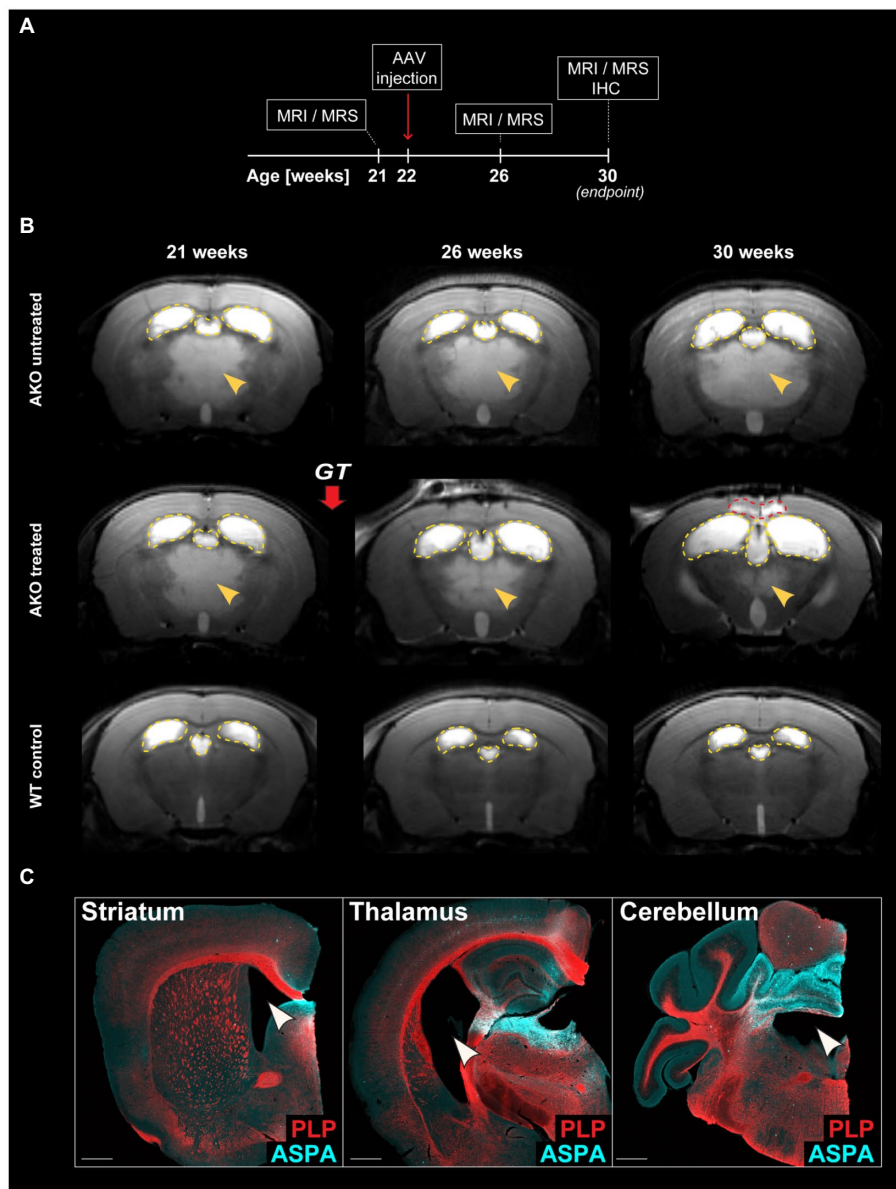 A
AAV
injection
MRI / MRS
IHC
MRI / MRS
MRI / MRS
Age [weeks]
21
22
26
30
(endpoint)
B
21 weeks
26 weeks
30 weeks
AKO untreated
GT
AKO treated
WT control
C
Striatum
Thalamus
Cerebellum
PLP
ASPA
PLP
ASPA
PLP
ASPA